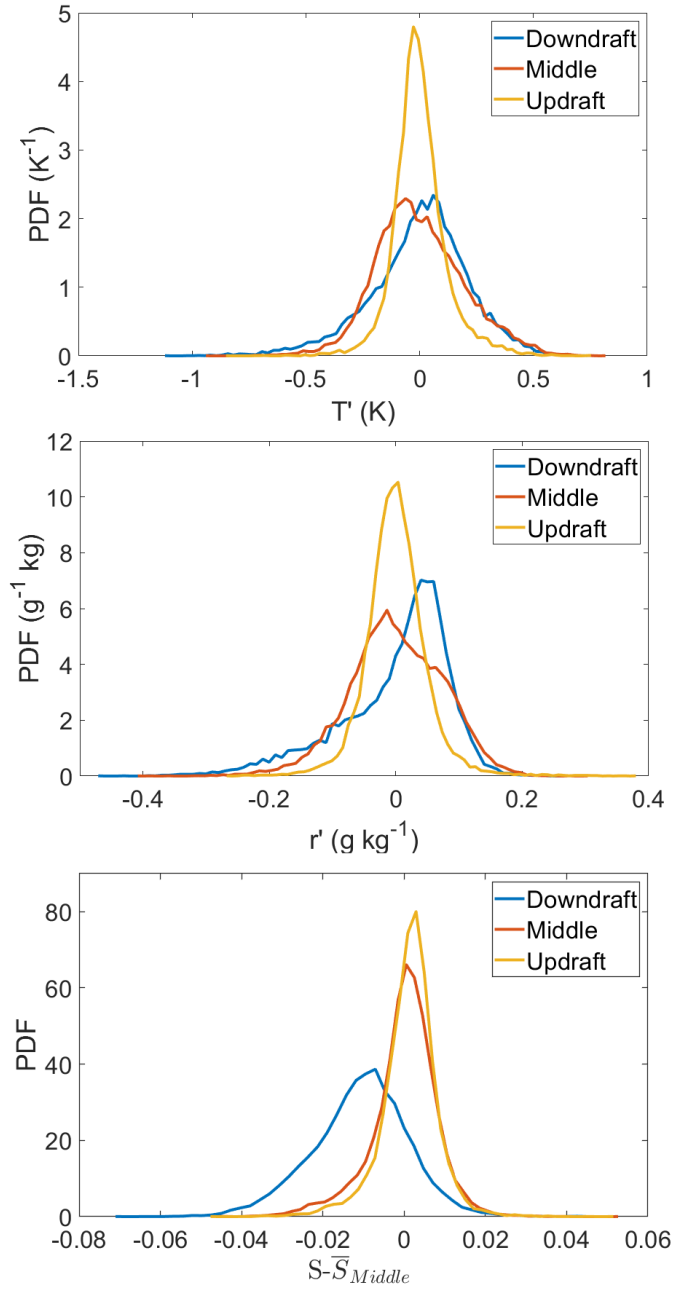 5
4
3
2
1
0
PDF (K-1)
Downdraft
Middle
Updraft
-1.5 -1 -0.5 0 0.5 1
T' (K)
12
10
8
6
4
2
0
PDF (g-1 kg)
Downdraft
Middle
Updraft
-0.4 -0.2 0 0.2 0.4
r' (g kg-1)
80
60
40
20
0
PDF
Downdraft
Middle
Updraft
-0.08 -0.06 -0.04 -0.02 0 0.02 0.04 0.06
S-S̅Middle